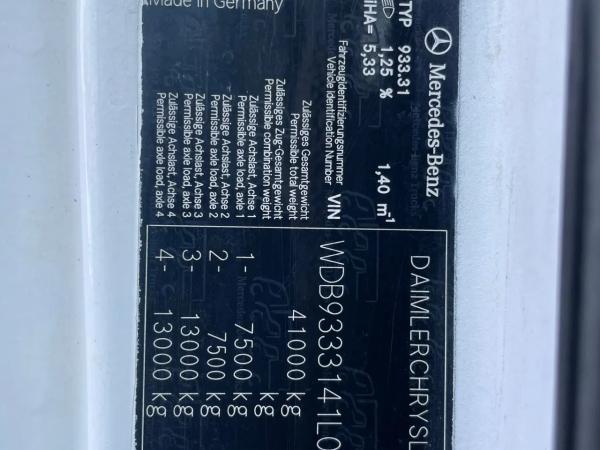 Mercedes-Benz
DAIMLERCHRYSL
TYP 933.31
1,25 % 1,40 m⁻¹
iHA= 5,33
Fahrzeugidentifizierungsnummer
Vehicle Identification Number VIN WDB9333141L0
Zulässiges Gesamtgewicht
Permissible total weight 41000 kg
Zulässiges Zug-Gesamtgewicht
Permissible combination weight kg
Zulässige Achslast, Achse 1
Permissible axle load, axle 1 1- 7500 kg
Zulässige Achslast, Achse 2
Permissible axle load, axle 2 2- 7500 kg
Zulässige Achslast, Achse 3
Permissible axle load, axle 3 3- 13000 kg
Zulässige Achslast, Achse 4
Permissible axle load, axle 4 4- 13000 kg
Made in Germany